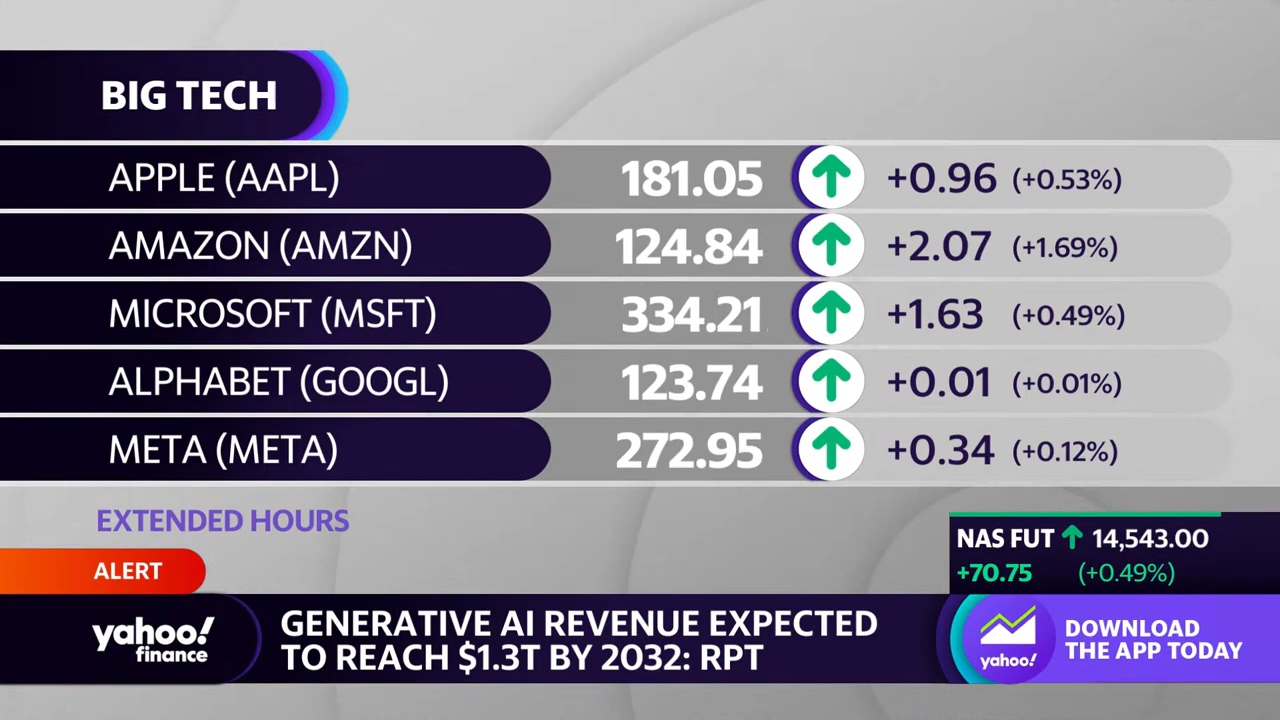 BIG TECH
APPLE (AAPL) 181.05 +0.96 (+0.53%)
AMAZON (AMZN) 124.84 +2.07 (+1.69%)
MICROSOFT (MSFT) 334.21 +1.63 (+0.49%)
ALPHABET (GOOGL) 123.74 +0.01 (+0.01%)
META (META) 272.95 +0.34 (+0.12%)
EXTENDED HOURS
NAS FUT 14,543.00
+70.75 (+0.49%)
ALERT
yahoo!
finance
GENERATIVE AI REVENUE EXPECTED
TO REACH $1.3T BY 2032: RPT
yahoo!
DOWNLOAD
THE APP TODAY